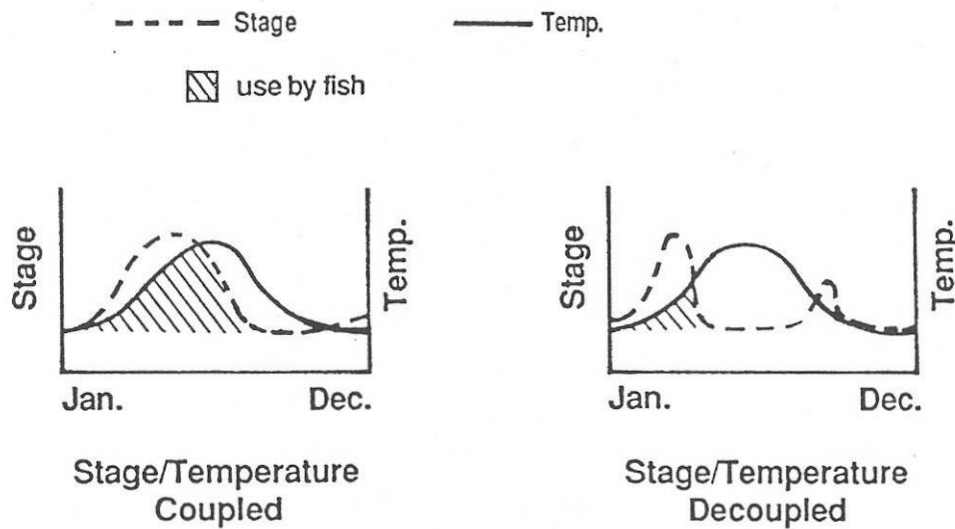 Stage
Temp.
use by fish
Stage
Temp.
Jan.
Dec.
Stage/Temperature
Coupled
Stage
Temp.
Jan.
Dec.
Stage/Temperature
Decoupled